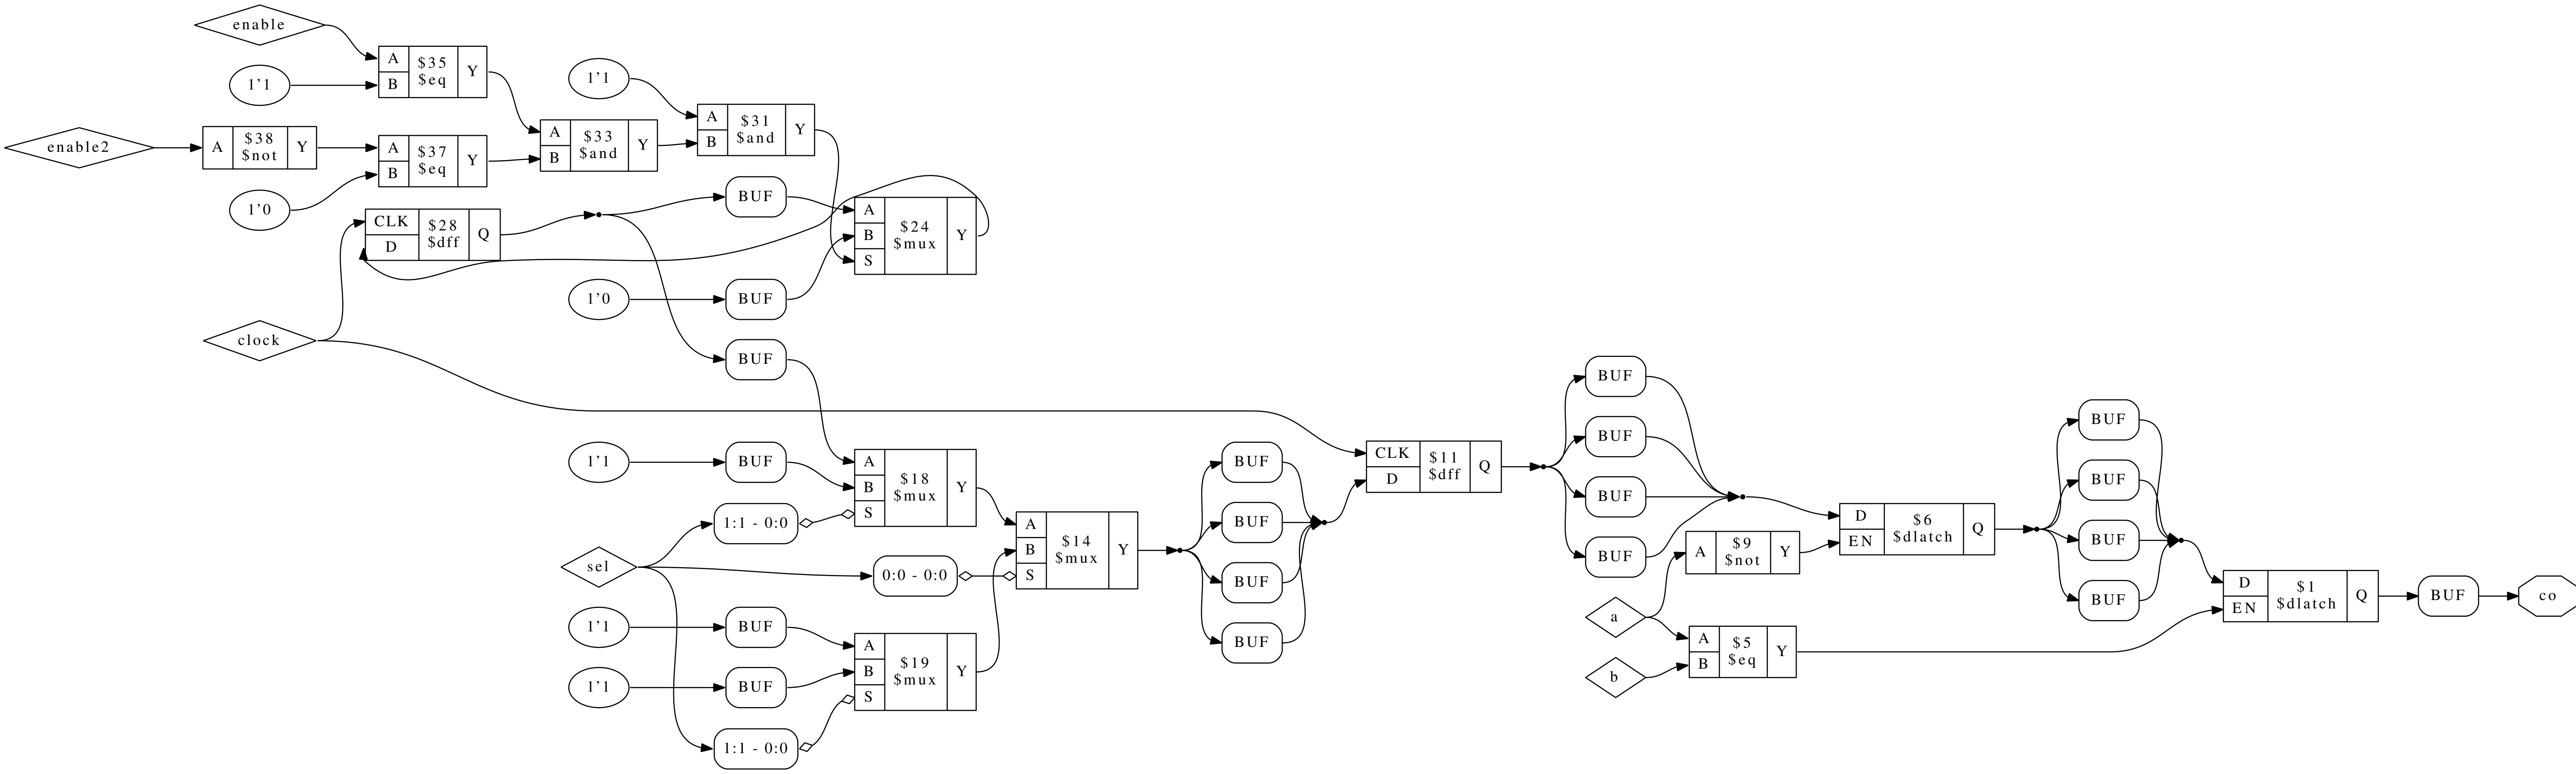 enable
A
B
$35
$eq
Y
1'1
1'1
A
B
$31
$and
Y
enable2
A
$38
$not
Y
A
B
$37
$eq
Y
A
B
$33
$and
Y
1'0
CLK
D
$28
$dff
Q
BUF
A
B
S
$24
$mux
Y
1'0
BUF
clock
BUF
1'1
BUF
A
B
S
$18
$mux
Y
1:1 - 0:0
sel
0:0 - 0:0
A
B
S
$14
$mux
Y
1'1
BUF
1'1
BUF
A
B
S
$19
$mux
Y
1:1 - 0:0
BUF
BUF
BUF
BUF
CLK
D
$11
$dff
Q
BUF
BUF
BUF
BUF
A
$9
$not
Y
a
b
A
B
$5
$eq
Y
D
EN
$6
$dlatch
Q
BUF
BUF
BUF
BUF
D
EN
$1
$dlatch
Q
BUF
co